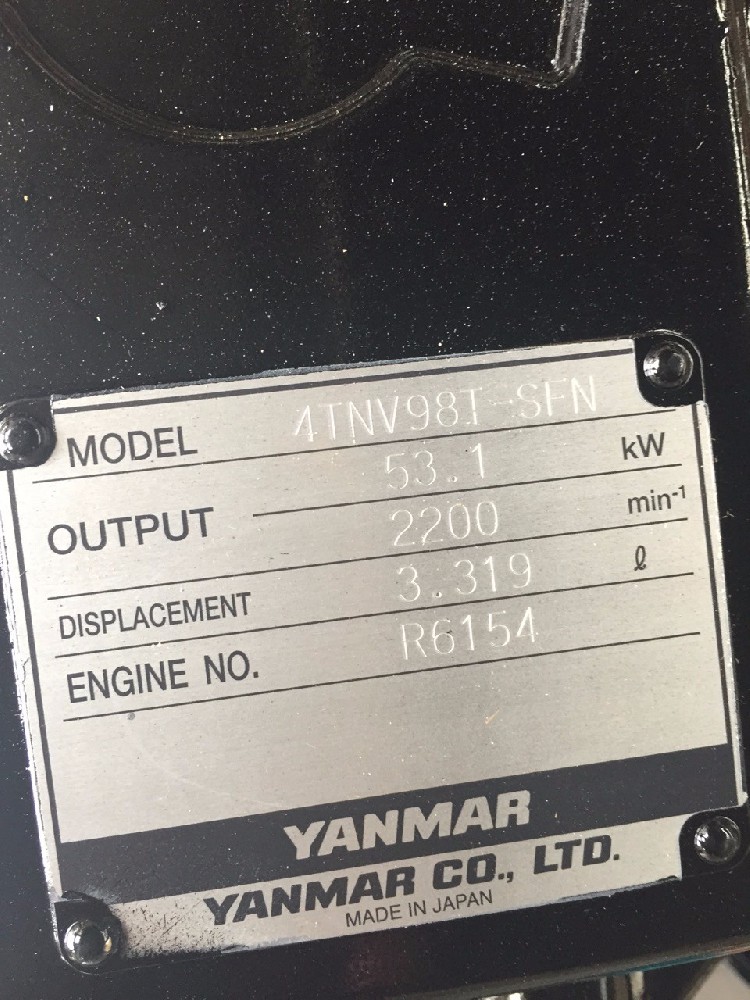 MODEL 4TNV98T-SFN
53.1 kW
OUTPUT
2200 min-1
DISPLACEMENT 3.319 ℓ
ENGINE NO. R6154
YANMAR
YANMAR CO., LTD.
MADE IN JAPAN